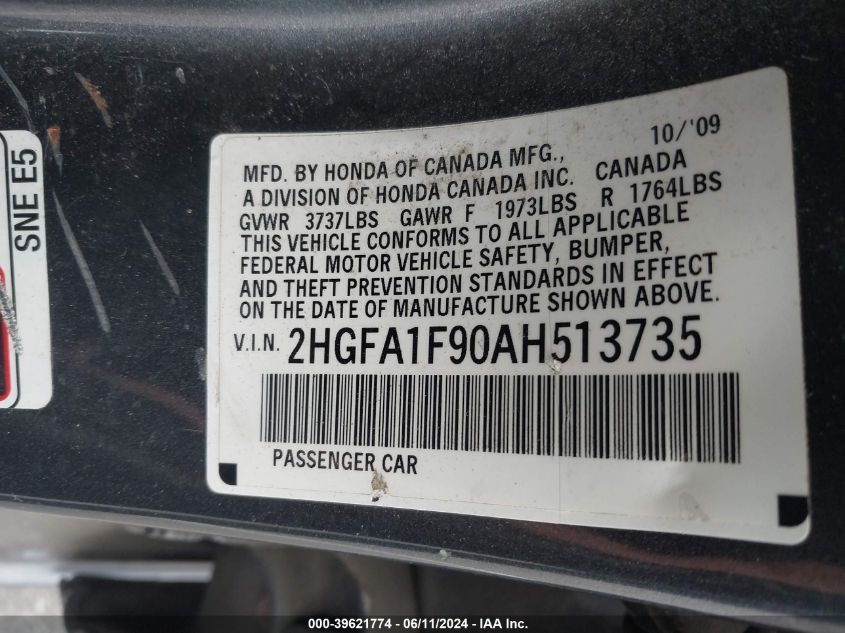 SNE E5
10/'09
MFD. BY HONDA OF CANADA MFG.,
A DIVISION OF HONDA CANADA INC. CANADA
GVWR 3737LBS GAWR F 1973LBS R 1764LBS
THIS VEHICLE CONFORMS TO ALL APPLICABLE
FEDERAL MOTOR VEHICLE SAFETY, BUMPER,
AND THEFT PREVENTION STANDARDS IN EFFECT
ON THE DATE OF MANUFACTURE SHOWN ABOVE.
V.I.N. 2HGFA1F90AH513735
PASSENGER CAR
000-39621774 - 06/11/2024 - IAA Inc.